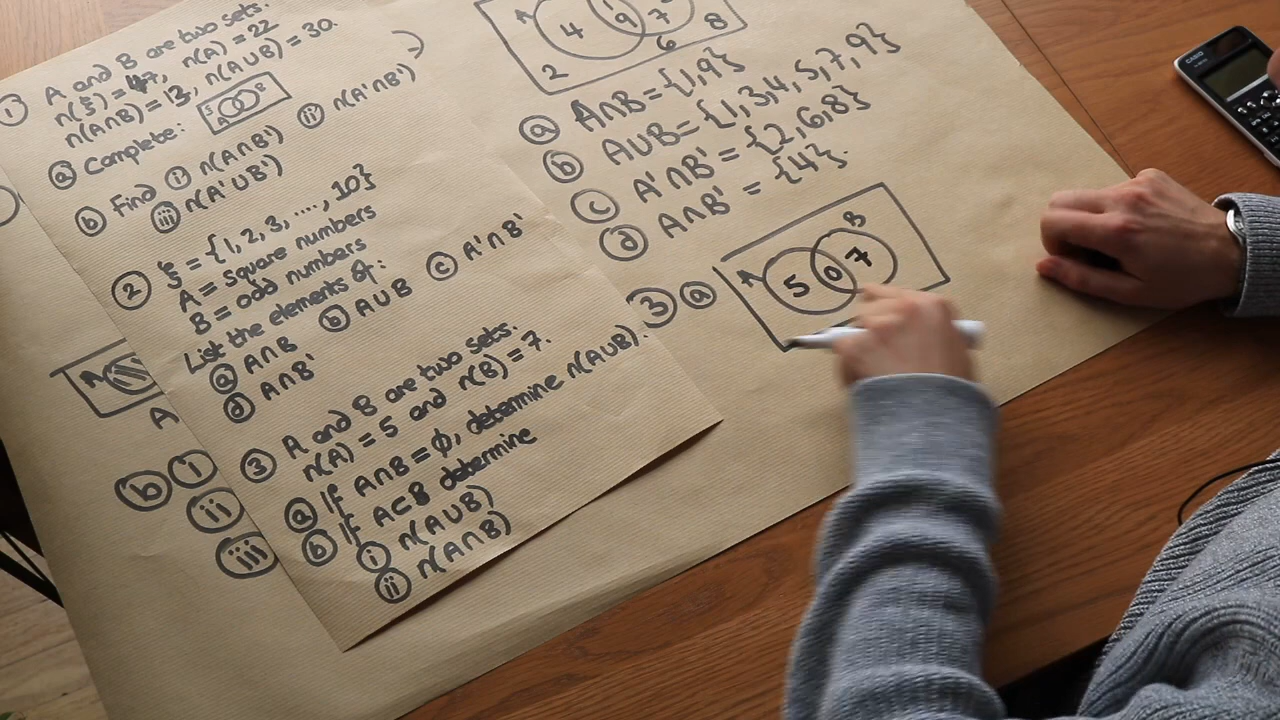 ① A and B are two sets.
n(ξ) = 47, n(A) = 22
n(A∩B) = 13, n(A∪B) = 30.
ⓐ Complete:
ξ A B
ⓑ Find ⓘ n(A∩B') ⓘⓘ n(A'∩B')
ⓘⓘⓘ n(A'∪B')
② ξ = {1, 2, 3, ...., 10}
A = square numbers
B = odd numbers
List the elements of:
ⓐ A∩B ⓑ A∪B ⓒ A'∩B'
ⓓ A∩B'
③ A and B are two sets.
n(A) = 5 and n(B) = 7.
ⓐ If A∩B = ϕ, determine n(A∪B).
ⓑ If A⊂B determine
ⓘ n(A∪B)
ⓘⓘ n(A∩B)
A
A
ⓑ ⓘ
ⓘⓘ
ⓘⓘⓘ
A 4 1 9 7
2 6 8
ⓐ A∩B = {1, 9}
ⓑ A∪B = {1, 3, 4, 5, 7, 9}
ⓒ A'∩B' = {2, 6, 8}
ⓓ A∩B' = {4}.
③ ⓐ
A B
5 0 7
CASIO